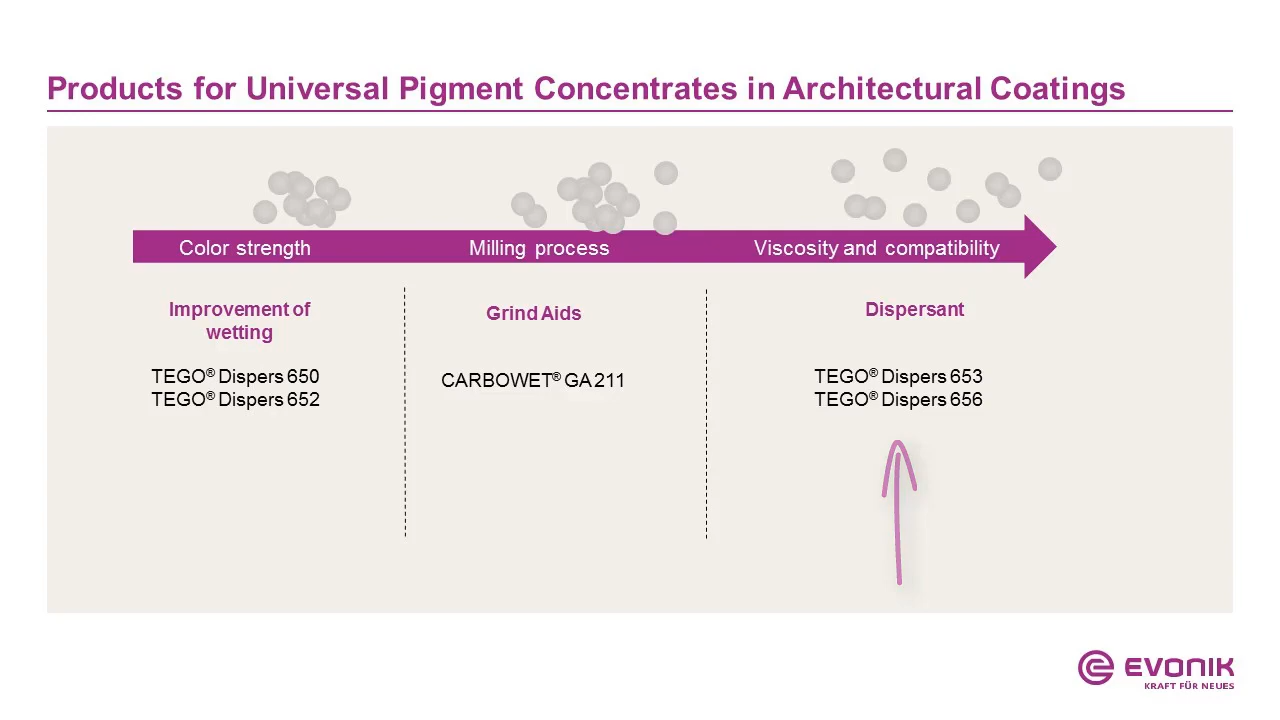 Products for Universal Pigment Concentrates in Architectural Coatings
Color strength
Milling process
Viscosity and compatibility
Improvement of
wetting
Grind Aids
Dispersant
TEGO® Dispers 650
TEGO® Dispers 652
CARBOWET® GA 211
TEGO® Dispers 653
TEGO® Dispers 656
EVONIK
KRAFT FÜR NEUES